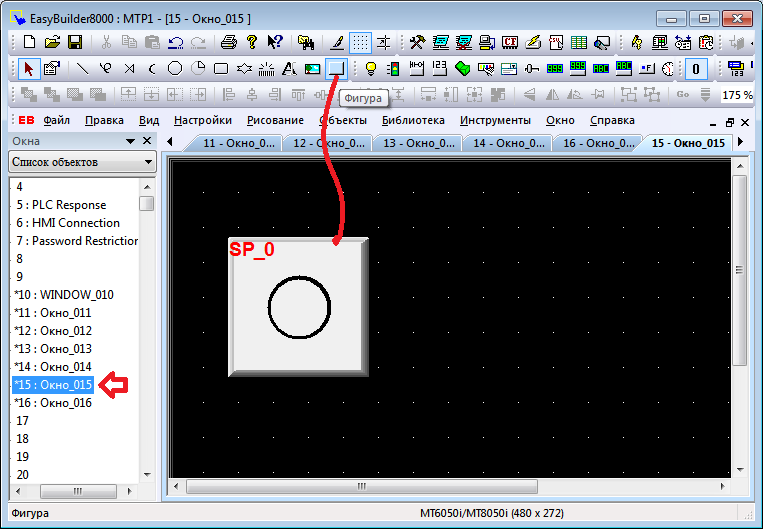 EasyBuilder8000 : MTP1 - [15 - Окно_015 ]
Фигура
175 %
EB Файл Правка Вид Настройки Рисование Объекты Библиотека Инструменты Окно Справка
Окна
11 - Окно_0... 12 - Окно_0... 13 - Окно_0... 14 - Окно_0... 16 - Окно_0... 15 - Окно_015
Список объектов
4
5 : PLC Response
6 : HMI Connection
7 : Password Restriction
8
9
*10 : WINDOW_010
*11 : Окно_011
*12 : Окно_012
*13 : Окно_013
*14 : Окно_014
*15 : Окно_015
*16 : Окно_016
17
18
19
20
SP_0
Фигура
MT6050i/MT8050i (480 x 272)